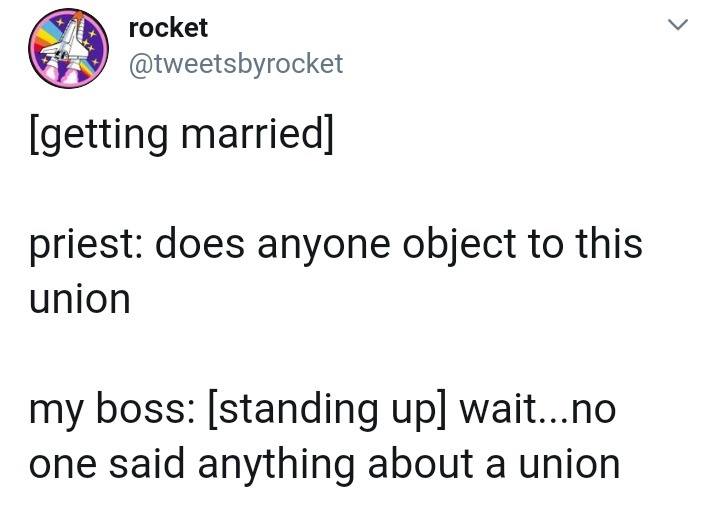 rocket
@tweetsbyrocket
[getting married]
priest: does anyone object to this
union
my boss: [standing up] wait...no
one said anything about a union